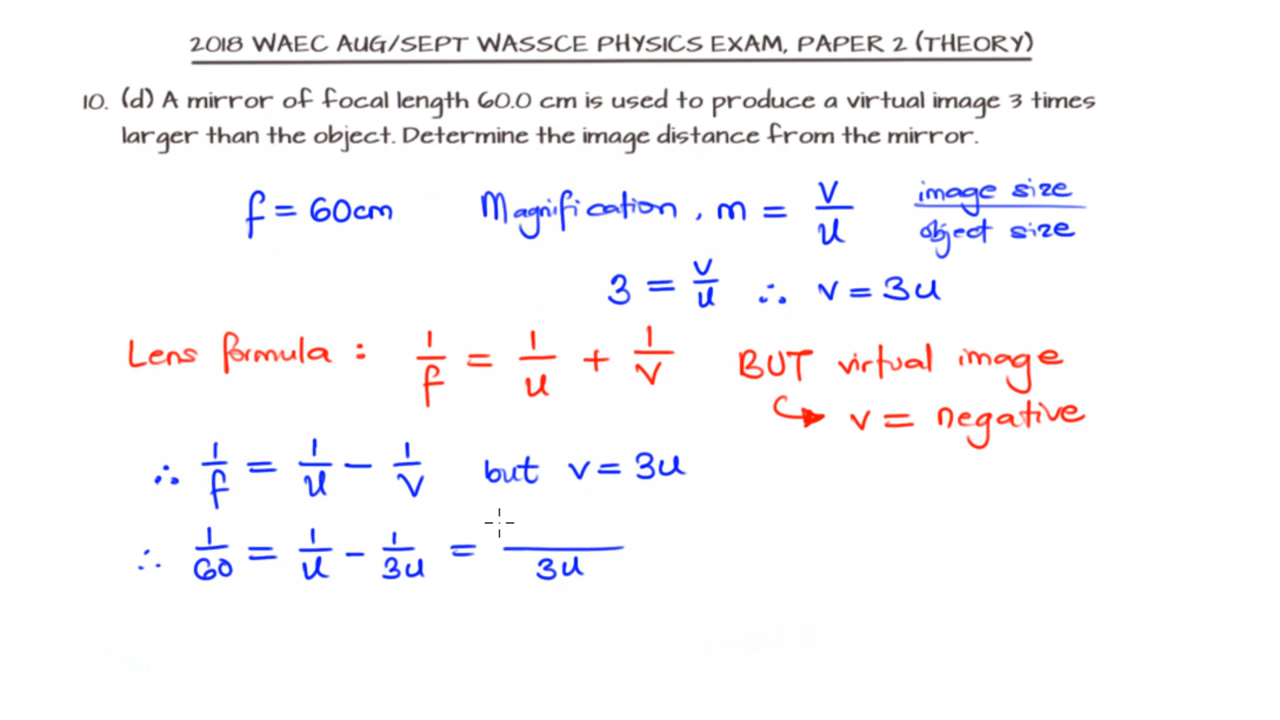 2018 WAEC AUG/SEPT WASSCE PHYSICS EXAM, PAPER 2 (THEORY)
10. (d) A mirror of focal length 60.0 cm is used to produce a virtual image 3 times
larger than the object. Determine the image distance from the mirror.
f = 60cm Magnification, m = v/u image size/object size
3 = v/u ∴ v = 3u
Lens formula : 1/f = 1/u + 1/v BUT virtual image
↪ v = negative
∴ 1/f = 1/u − 1/v but v = 3u
∴ 1/60 = 1/u − 1/3u = /3u